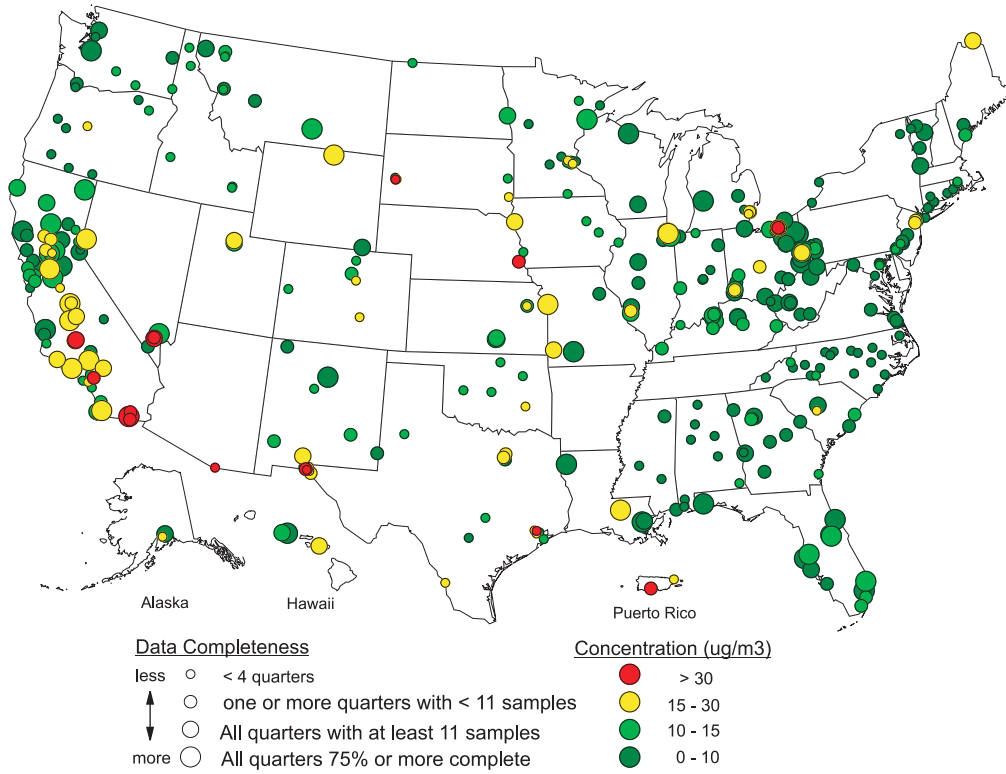 Alaska
Hawaii
Puerto Rico
Data Completeness
less
< 4 quarters
one or more quarters with < 11 samples
All quarters with at least 11 samples
more
All quarters 75% or more complete
Concentration (ug/m3)
> 30
15 - 30
10 - 15
0 - 10